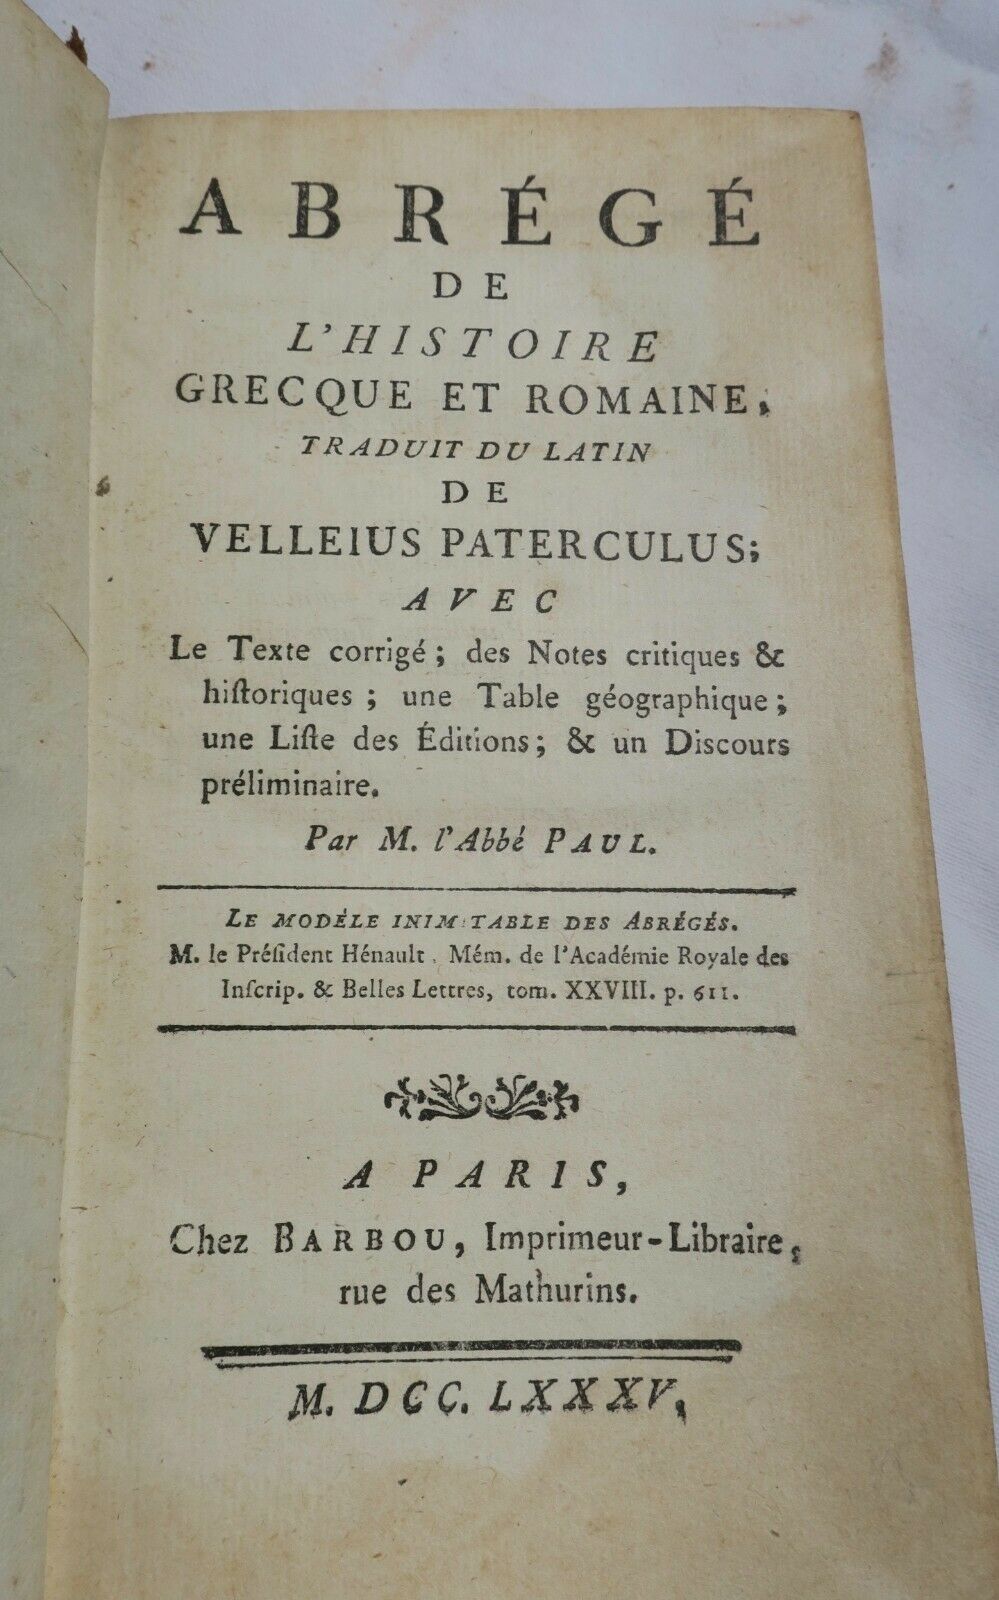 ABRÉGÉ
DE
L'HISTOIRE
GRECQUE ET ROMAINE,
TRADUIT DU LATIN
DE
VELLEIUS PATERCULUS;
AVEC
Le Texte corrigé; des Notes critiques &
hiſtoriques; une Table géographique;
une Liſte des Éditions; & un Discours
préliminaire.
Par M. l'Abbé PAUL.
LE MODÈLE INIMITABLE DES ABRÉGÉS.
M. le Préſident Hénault, Mém. de l'Académie Royale des
Inſcrip. & Belles Lettres, tom. XXVIII. p. 611.
A PARIS,
Chez BARBOU, Imprimeur-Libraire,
rue des Mathurins.
M. DCC. LXXXV.